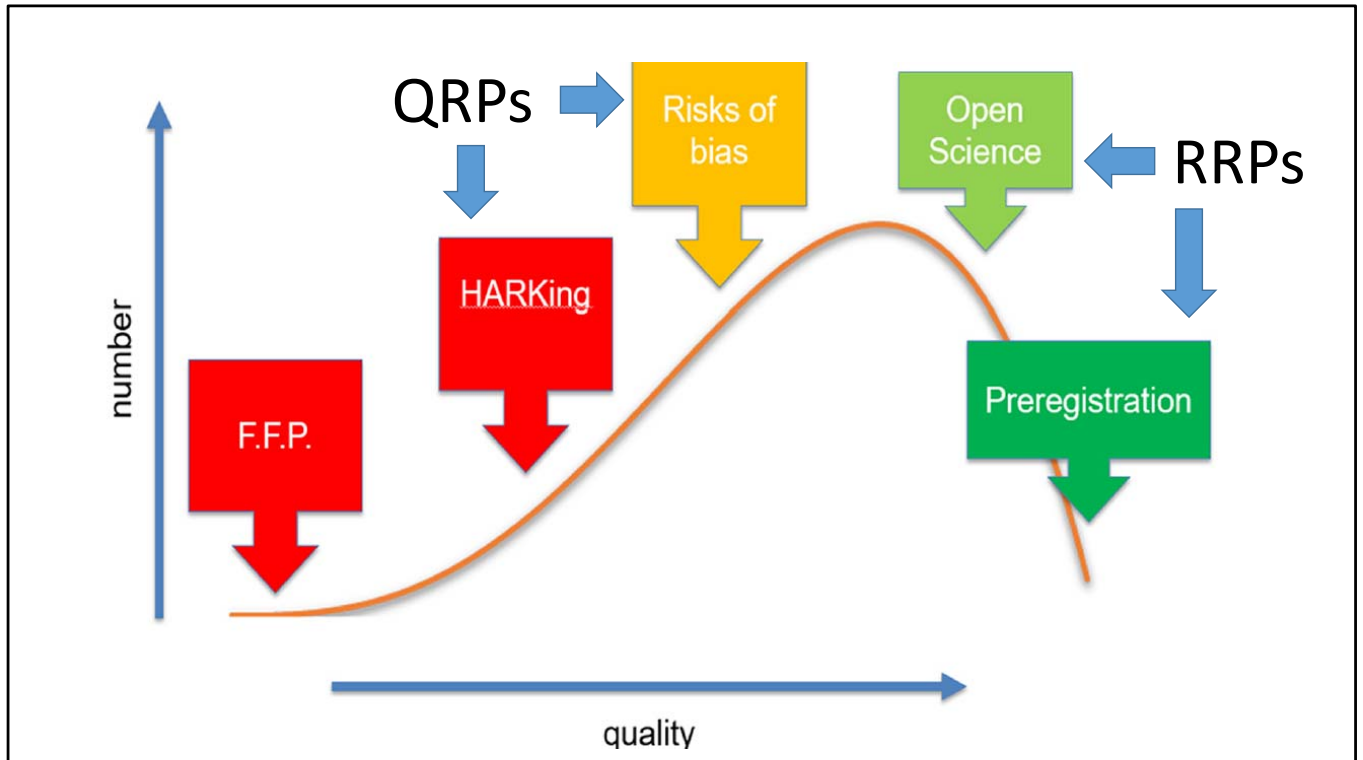 QRPs
Risks of
bias
Open
Science
RRPs
HARKing
number
F.F.P.
Preregistration
quality